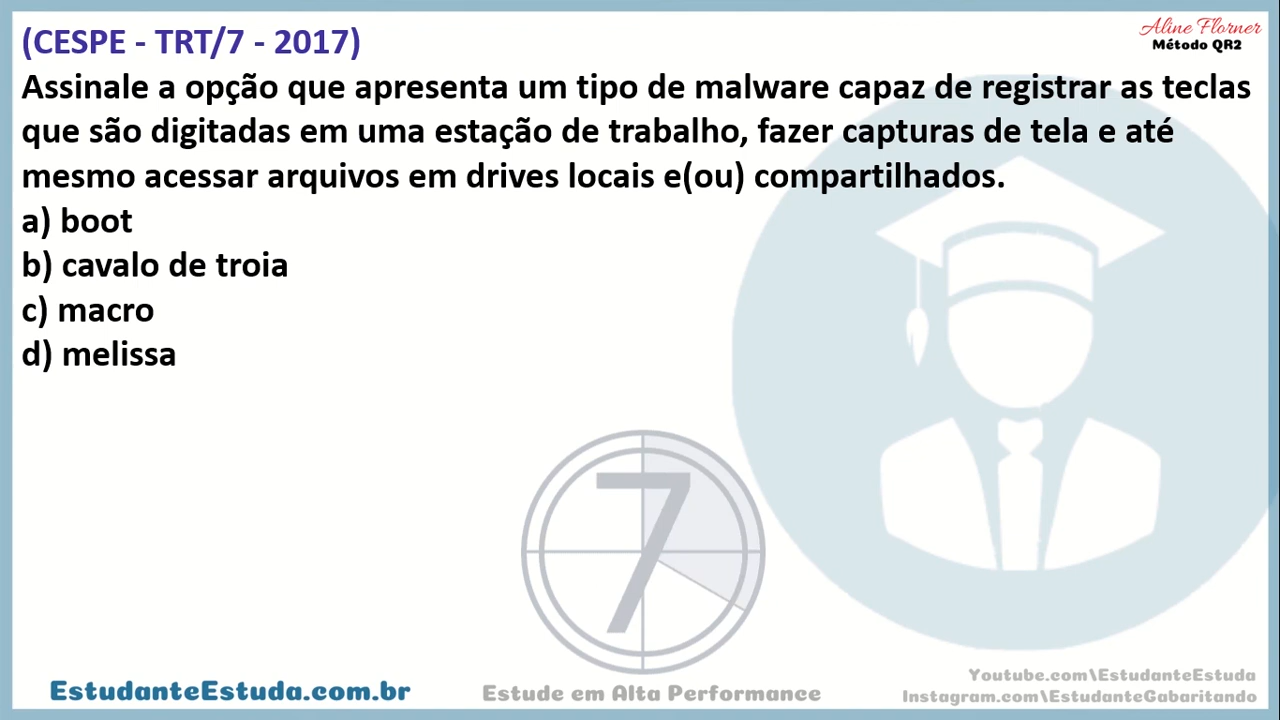 (CESPE - TRT/7 - 2017)
Aline Florner
Método QR2
Assinale a opção que apresenta um tipo de malware capaz de registrar as teclas
que são digitadas em uma estação de trabalho, fazer capturas de tela e até
mesmo acessar arquivos em drives locais e(ou) compartilhados.
a) boot
b) cavalo de troia
c) macro
d) melissa
7
EstudanteEstuda.com.br
Estude em Alta Performance
Youtube.com\EstudanteEstuda
Instagram.com\EstudanteGabaritando